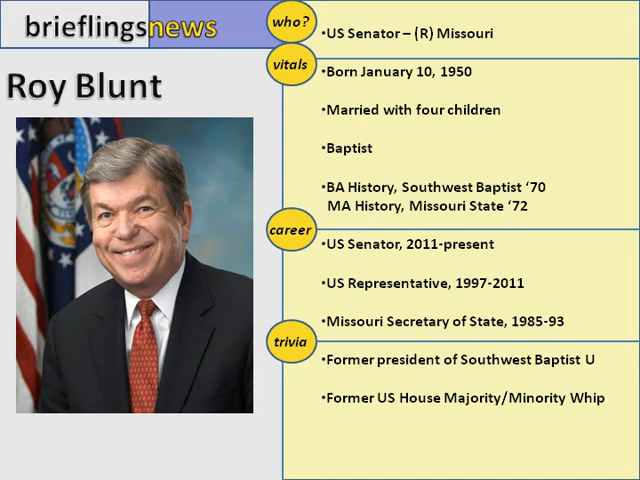 brieflingsnews
Roy Blunt
who?
•US Senator – (R) Missouri
vitals
•Born January 10, 1950
•Married with four children
•Baptist
•BA History, Southwest Baptist ‘70
MA History, Missouri State ‘72
career
•US Senator, 2011-present
•US Representative, 1997-2011
•Missouri Secretary of State, 1985-93
trivia
•Former president of Southwest Baptist U
•Former US House Majority/Minority Whip